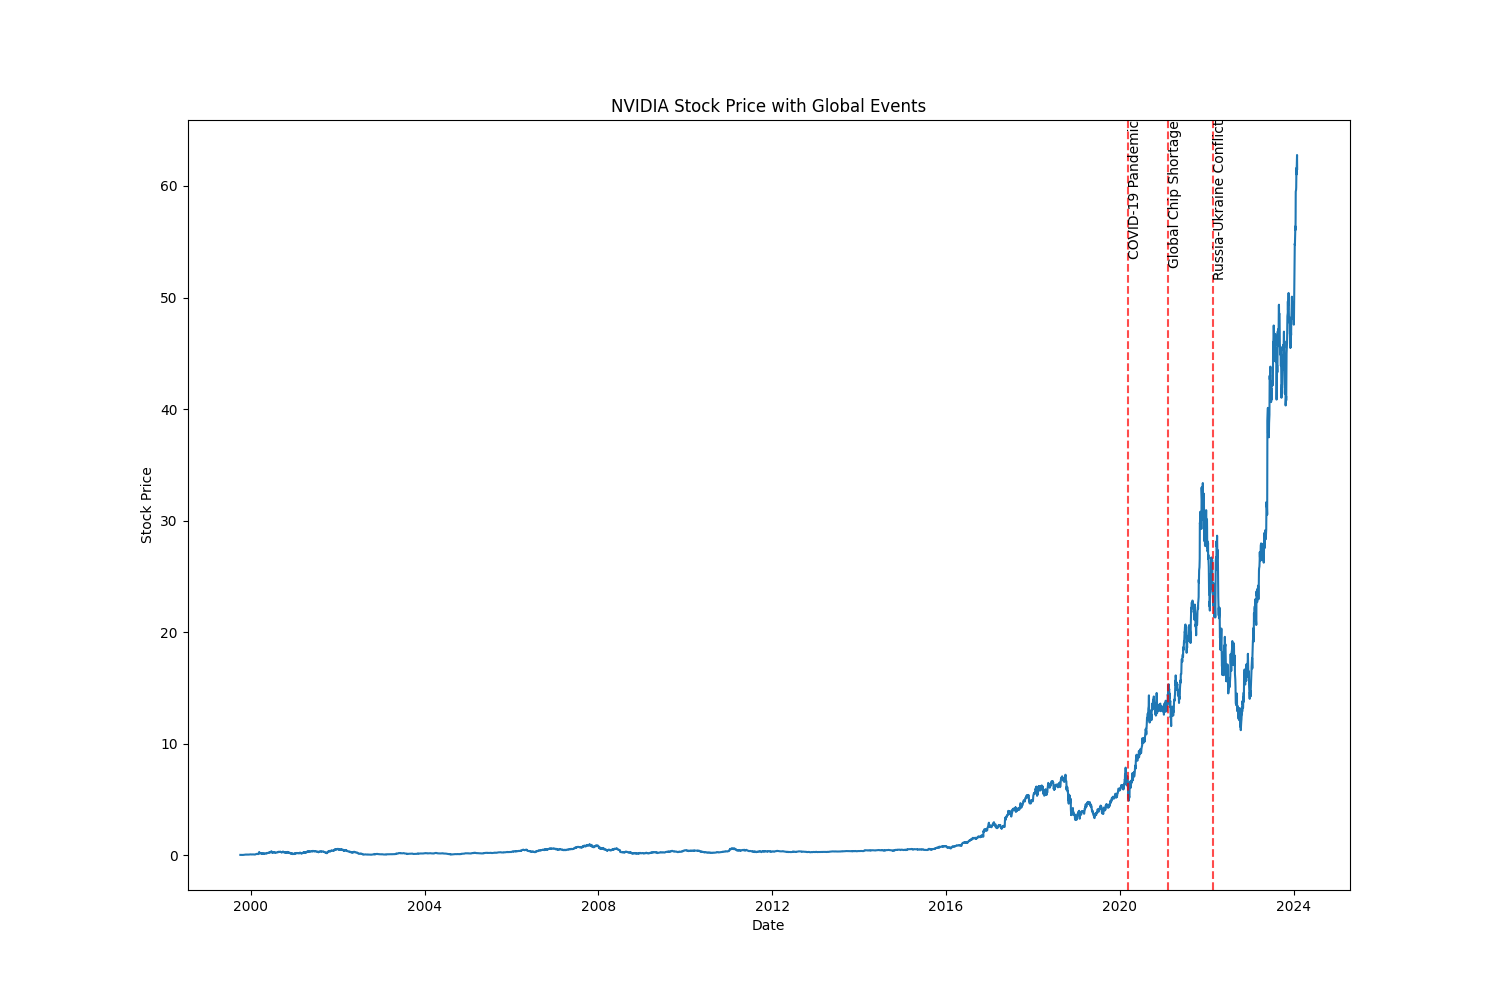 NVIDIA Stock Price with Global Events
COVID-19 Pandemic
Global Chip Shortage
Russia-Ukraine Conflict
Stock Price
60
50
40
30
20
10
0
2000 2004 2008 2012 2016 2020 2024
Date